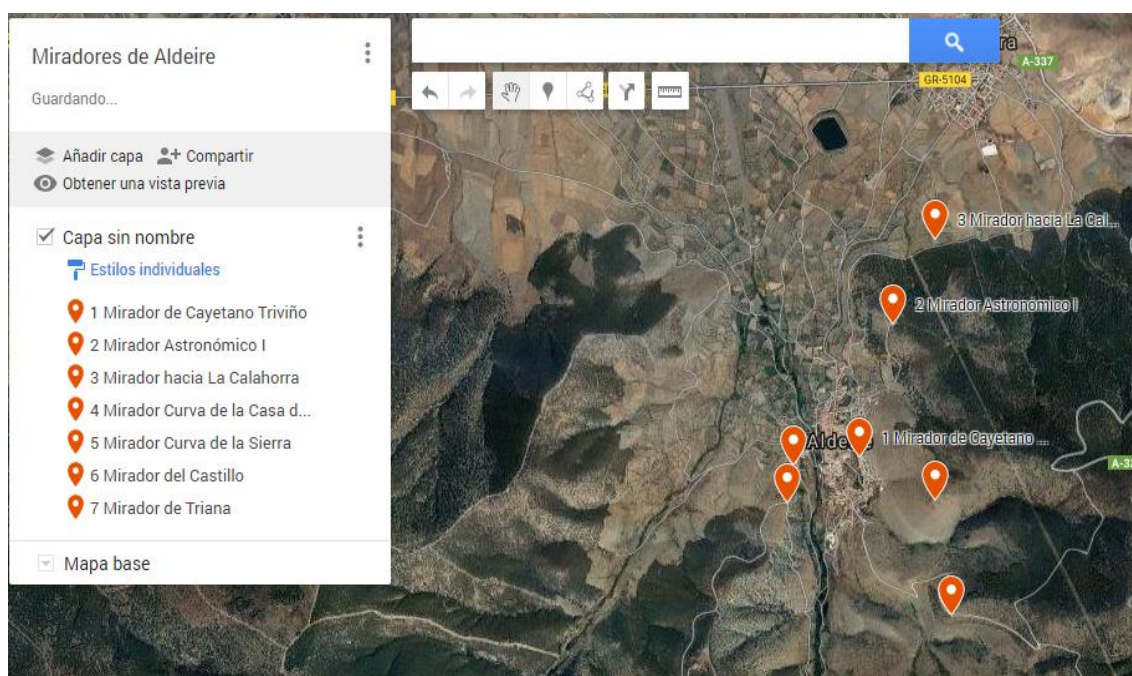 Miradores de Aldeire
Guardando...
Añadir capa
Compartir
Obtener una vista previa
Capa sin nombre
Estilos individuales
1 Mirador de Cayetano Triviño
2 Mirador Astronómico I
3 Mirador hacia La Calahorra
4 Mirador Curva de la Casa d...
5 Mirador Curva de la Sierra
6 Mirador del Castillo
7 Mirador de Triana
Mapa base
ra
A-337
GR-5104
3 Mirador hacia La Cal...
2 Mirador Astronómico I
1 Mirador de Cayetano ...
A-33